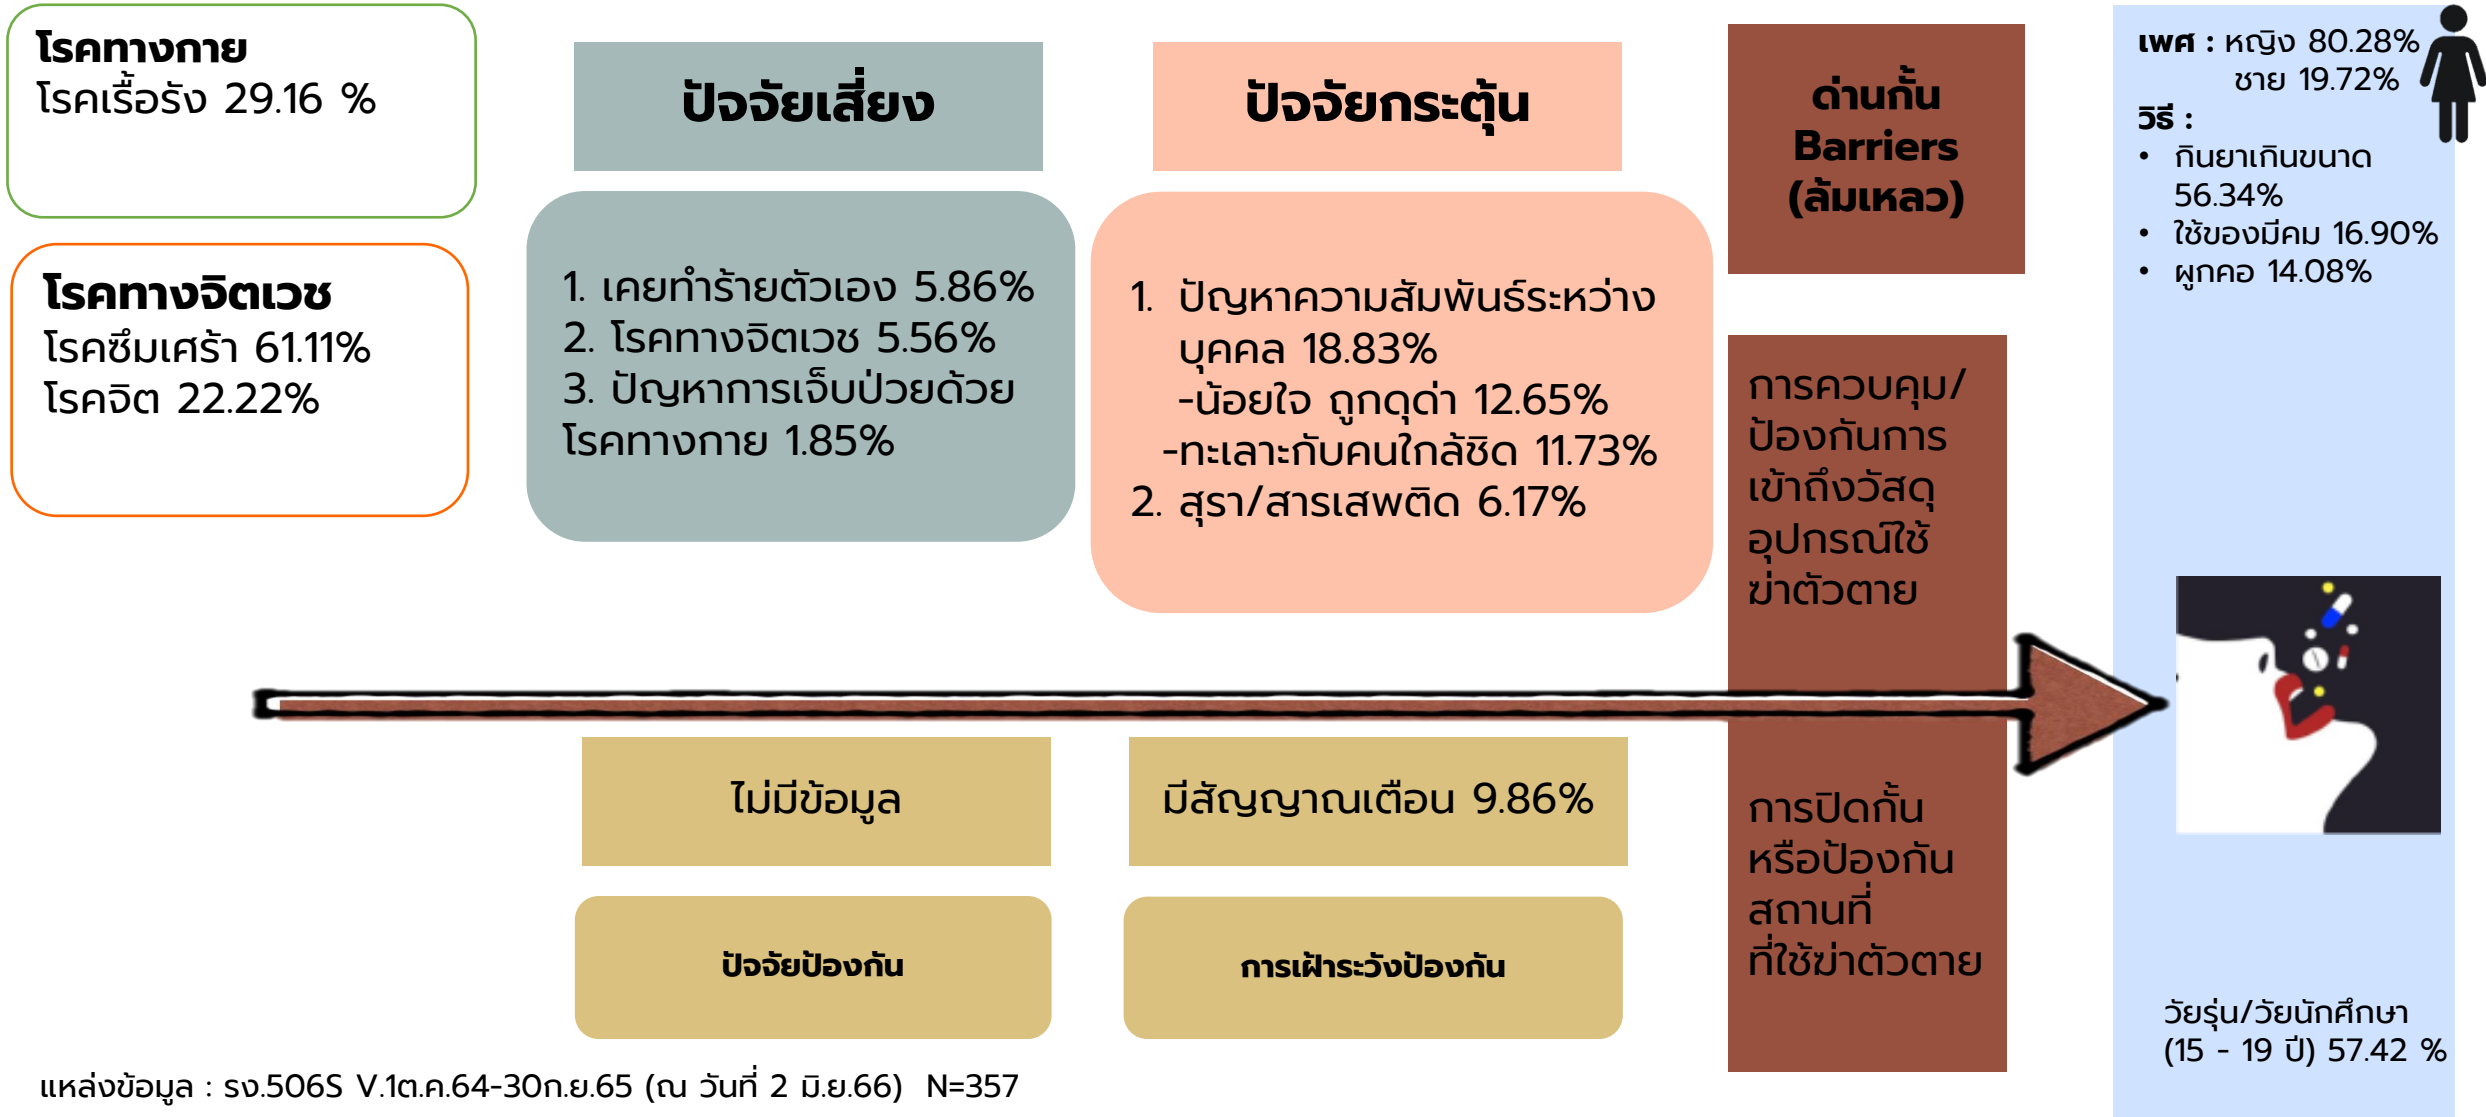 โรคทางกาย
โรคเรื้อรัง 29.16 %
โรคทางจิตเวช
โรคซึมเศร้า 61.11%
โรคจิต 22.22%
ปัจจัยเสี่ยง
1. เคยทำร้ายตัวเอง 5.86%
2. โรคทางจิตเวช 5.56%
3. ปัญหาการเจ็บป่วยด้วย
โรคทางกาย 1.85%
ปัจจัยกระตุ้น
1. ปัญหาความสัมพันธ์ระหว่าง
บุคคล 18.83%
-น้อยใจ ถูกดุด่า 12.65%
-ทะเลาะกับคนใกล้ชิด 11.73%
2. สุรา/สารเสพติด 6.17%
ด่านกั้น
Barriers
(ล้มเหลว)
การควบคุม/
ป้องกันการ
เข้าถึงวัสดุ
อุปกรณ์ใช้
ฆ่าตัวตาย
การปิดกั้น
หรือป้องกัน
สถานที่
ที่ใช้ฆ่าตัวตาย
เพศ : หญิง 80.28%
ชาย 19.72%
วิธี :
• กินยาเกินขนาด
56.34%
• ใช้ของมีคม 16.90%
• ผูกคอ 14.08%
วัยรุ่น/วัยนักศึกษา
(15 - 19 ปี) 57.42 %
ไม่มีข้อมูล
มีสัญญาณเตือน 9.86%
ปัจจัยป้องกัน
การเฝ้าระวังป้องกัน
แหล่งข้อมูล : รง.506S V.1ต.ค.64-30ก.ย.65 (ณ วันที่ 2 มิ.ย.66) N=357